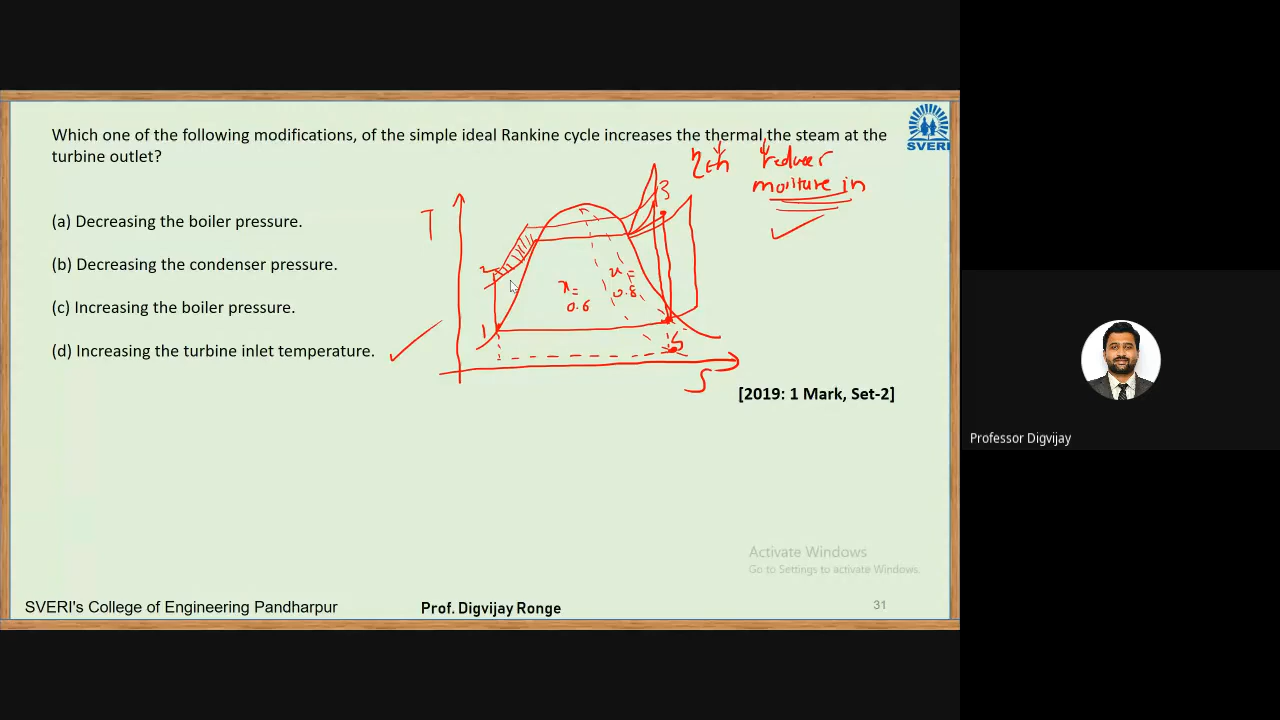 Which one of the following modifications, of the simple ideal Rankine cycle increases the thermal,the steam at the
turbine outlet?
SVERI
ηth reduces
moisture in
(a) Decreasing the boiler pressure.
(b) Decreasing the condenser pressure.
(c) Increasing the boiler pressure.
(d) Increasing the turbine inlet temperature.
T
3
2
x=
0.6
x=
0.8
1
S
[2019: 1 Mark, Set-2]
Professor Digvijay
Activate Windows
Go to Settings to activate Windows.
SVERI's College of Engineering Pandharpur
Prof. Digvijay Ronge
31